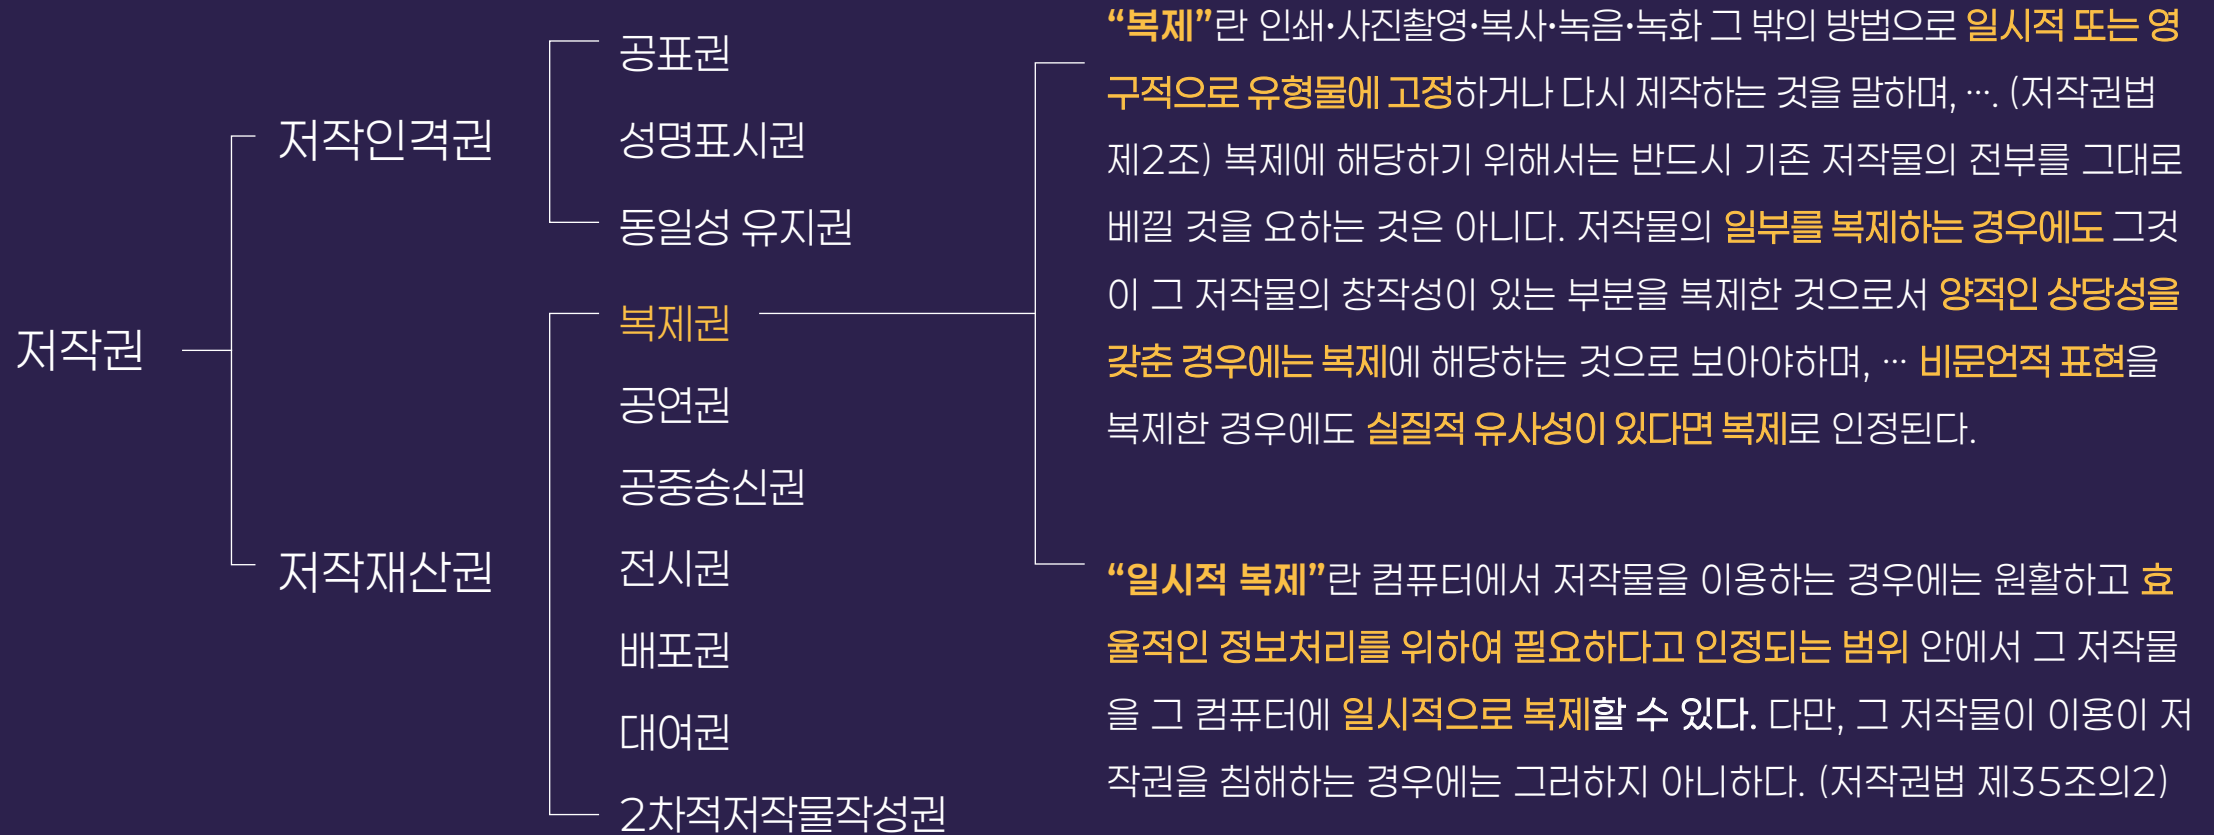 저작권
저작인격권
공표권
성명표시권
동일성 유지권
저작재산권
복제권
공연권
공중송신권
전시권
배포권
대여권
2차적저작물작성권
“복제”란 인쇄·사진촬영·복사·녹음·녹화 그 밖의 방법으로 일시적 또는 영
구적으로 유형물에 고정하거나 다시 제작하는 것을 말하며, …. (저작권법
제2조) 복제에 해당하기 위해서는 반드시 기존 저작물의 전부를 그대로
베낄 것을 요하는 것은 아니다. 저작물의 일부를 복제하는 경우에도 그것
이 그 저작물의 창작성이 있는 부분을 복제한 것으로서 양적인 상당성을
갖춘 경우에는 복제에 해당하는 것으로 보아야하며, … 비문언적 표현을
복제한 경우에도 실질적 유사성이 있다면 복제로 인정된다.
“일시적 복제”란 컴퓨터에서 저작물을 이용하는 경우에는 원활하고 효
율적인 정보처리를 위하여 필요하다고 인정되는 범위 안에서 그 저작물
을 그 컴퓨터에 일시적으로 복제할 수 있다. 다만, 그 저작물이 이용이 저
작권을 침해하는 경우에는 그러하지 아니하다. (저작권법 제35조의2)